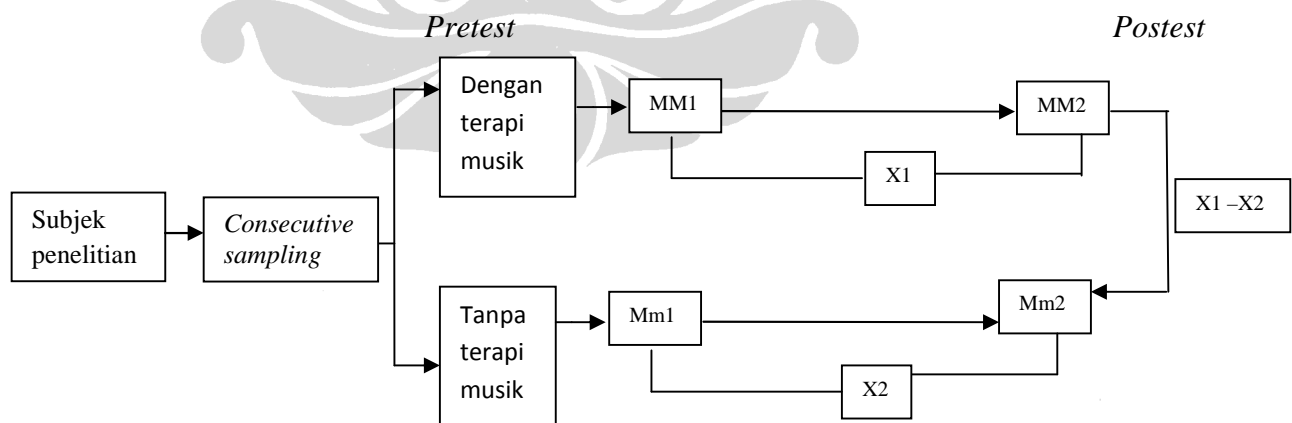 Pretest
Postest
Dengan
terapi
musik
MM1
MM2
X1
X1 –X2
Subjek
penelitian
Consecutive
sampling
Tanpa
terapi
musik
Mm1
Mm2
X2